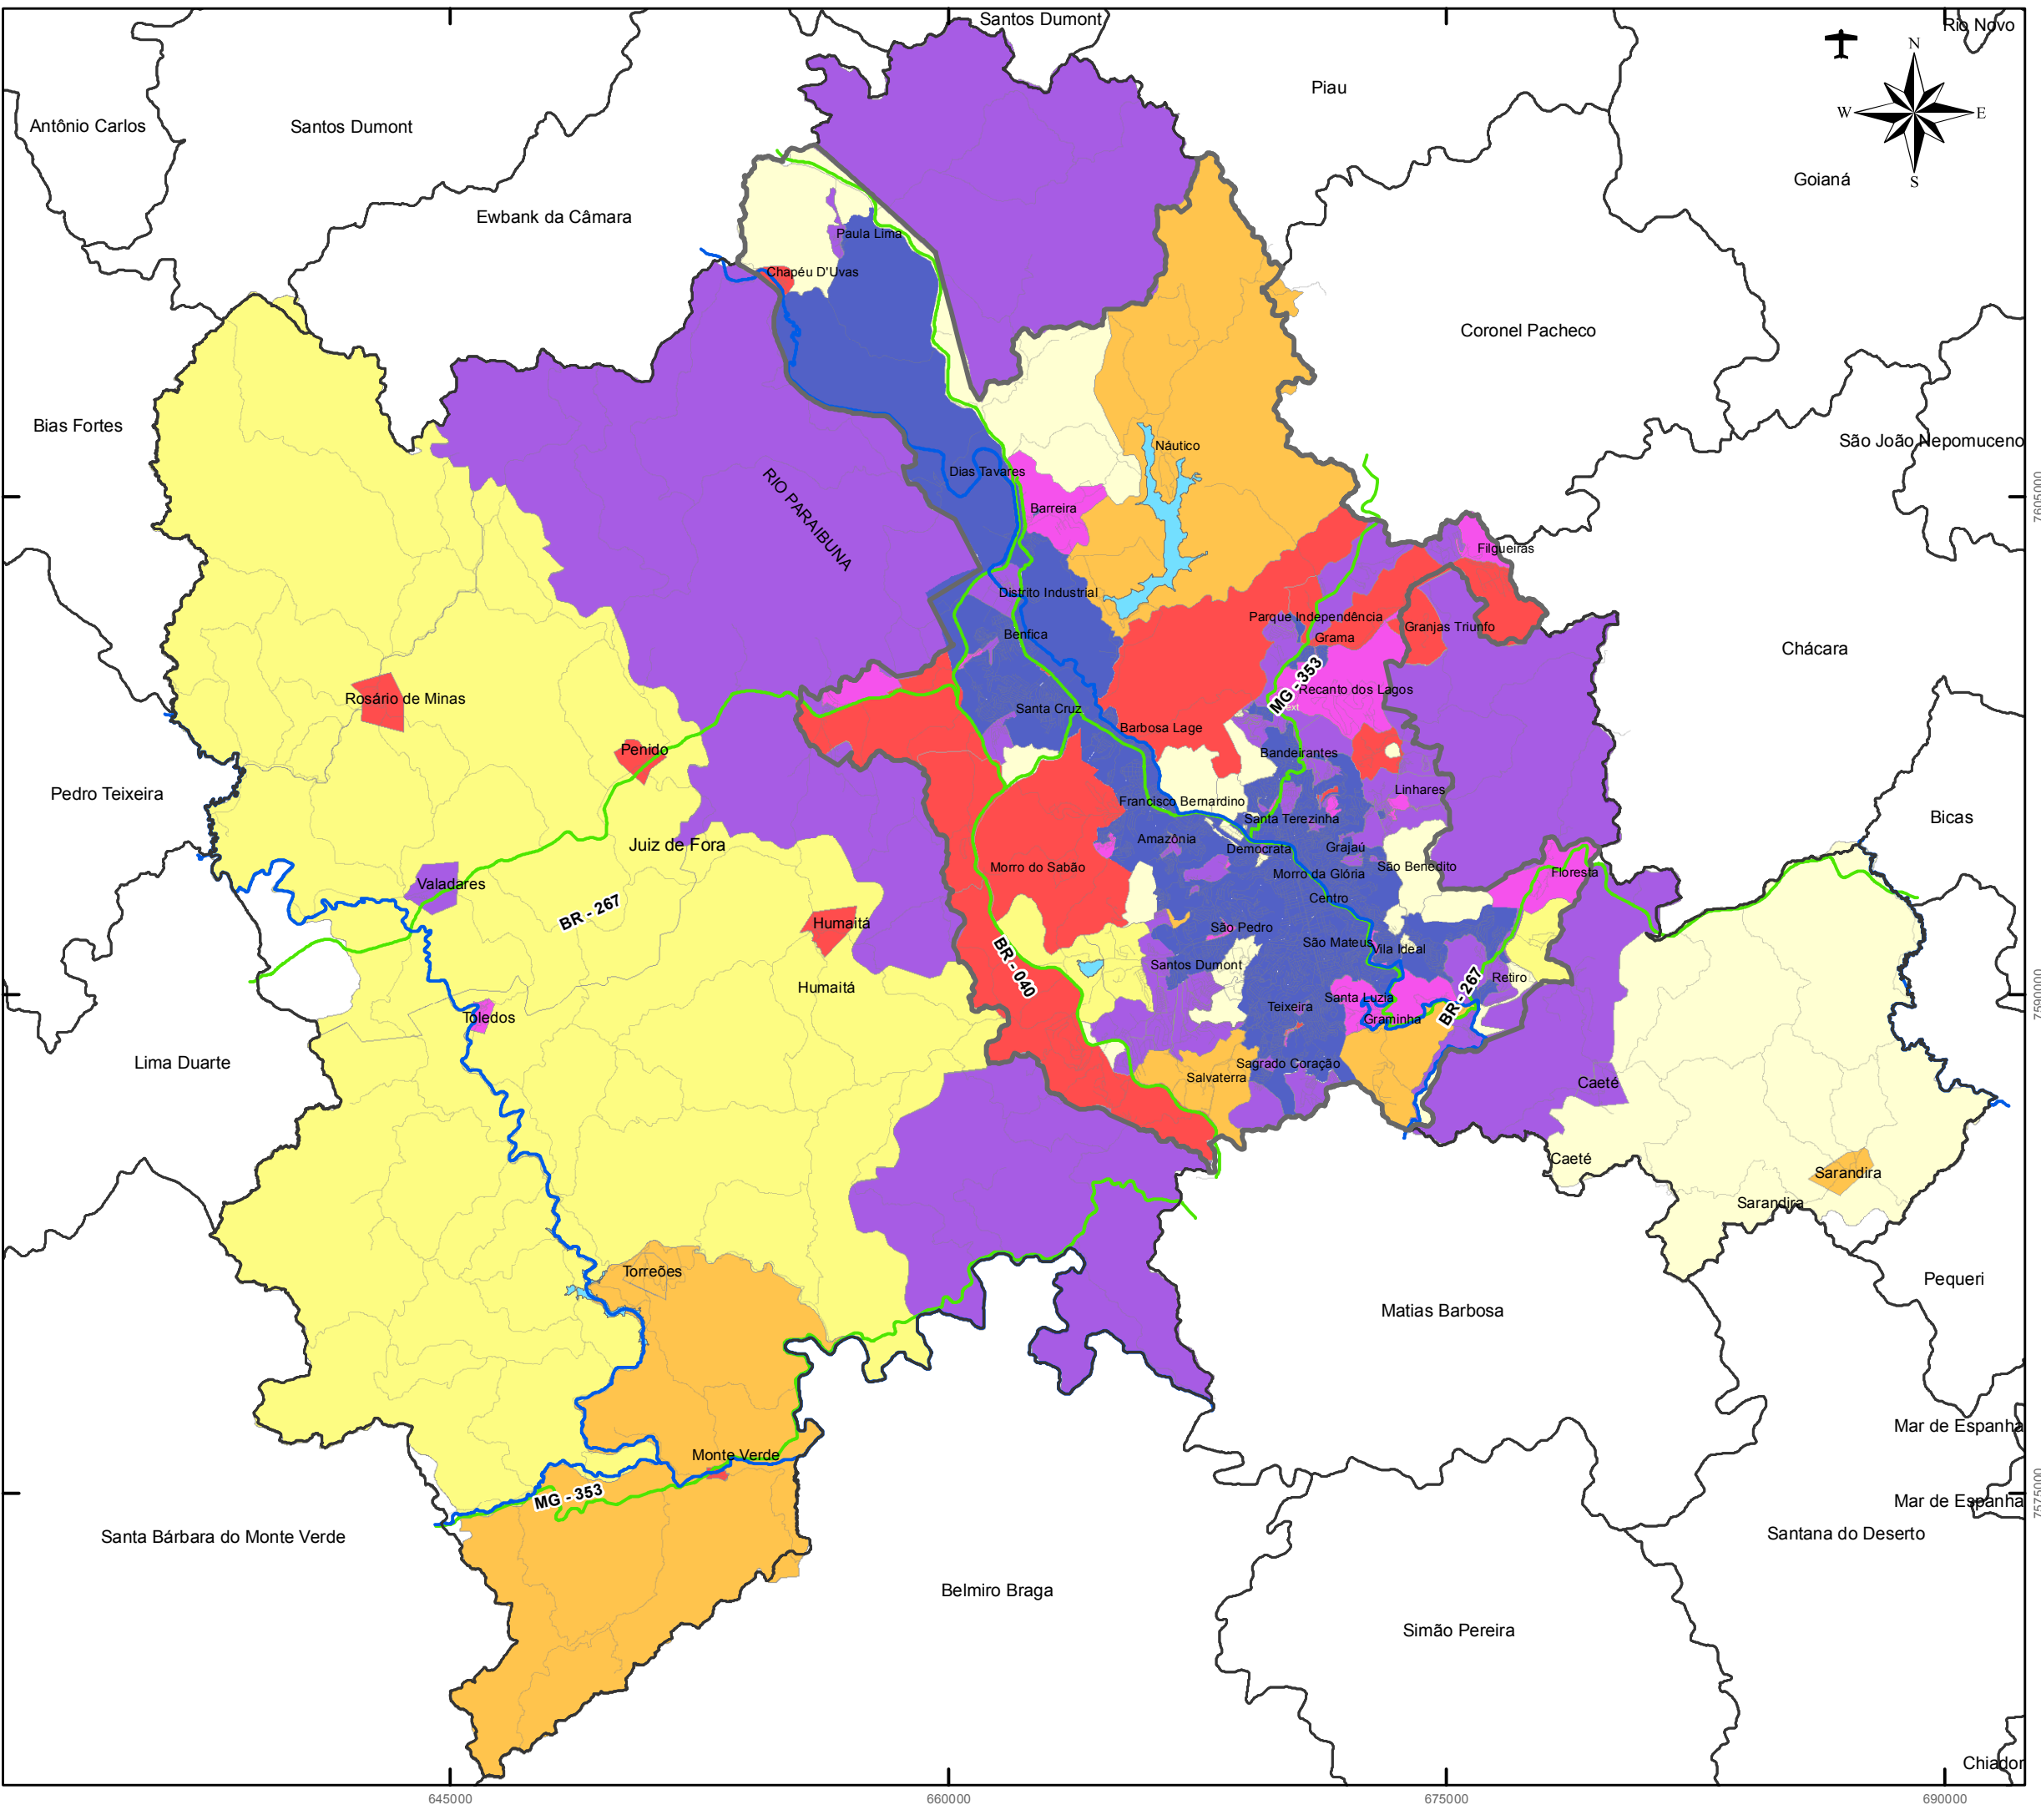 Santos Dumont
Rio Novo
N
Piau
W
E
Antônio Carlos
Santos Dumont
S
Goianá
Ewbank da Câmara
Paula Lima
Chapéu D'Uvas
Coronel Pacheco
Bias Fortes
São João Nepomuceno
Náutico
Dias Tavares
RIO PARAIBUNA
Barreira
7605000
Filgueiras
Distrito Industrial
Parque Independência
Granjas Triunfo
Benfica
Grama
Chácara
MG - 353
Recanto dos Lagos
Rosário de Minas
ext
Santa Cruz
Barbosa Lage
Penido
Bandeirantes
Pedro Teixeira
Linhares
Francisco Bernardino
Bicas
Santa Terezinha
Amazônia
Juiz de Fora
Democrata
Grajaú
Morro do Sabão
São Benedito
Morro da Glória
Floresta
Valadares
Centro
BR - 267
Humaitá
São Pedro
São Mateus
Vila Ideal
BR - 040
Santos Dumont
Retiro
Humaitá
Santa Luzia
BR - 267
7590000
Toledos
Teixeira
Graminha
Lima Duarte
Sagrado Coração
Salvaterra
Caeté
Caeté
Sarandira
Sarandira
Torreões
Pequeri
Matias Barbosa
Mar de Espanha
Monte Verde
MG - 353
Mar de Espanha
7575000
Santa Bárbara do Monte Verde
Santana do Deserto
Belmiro Braga
Simão Pereira
Chiador
645000
660000
675000
690000